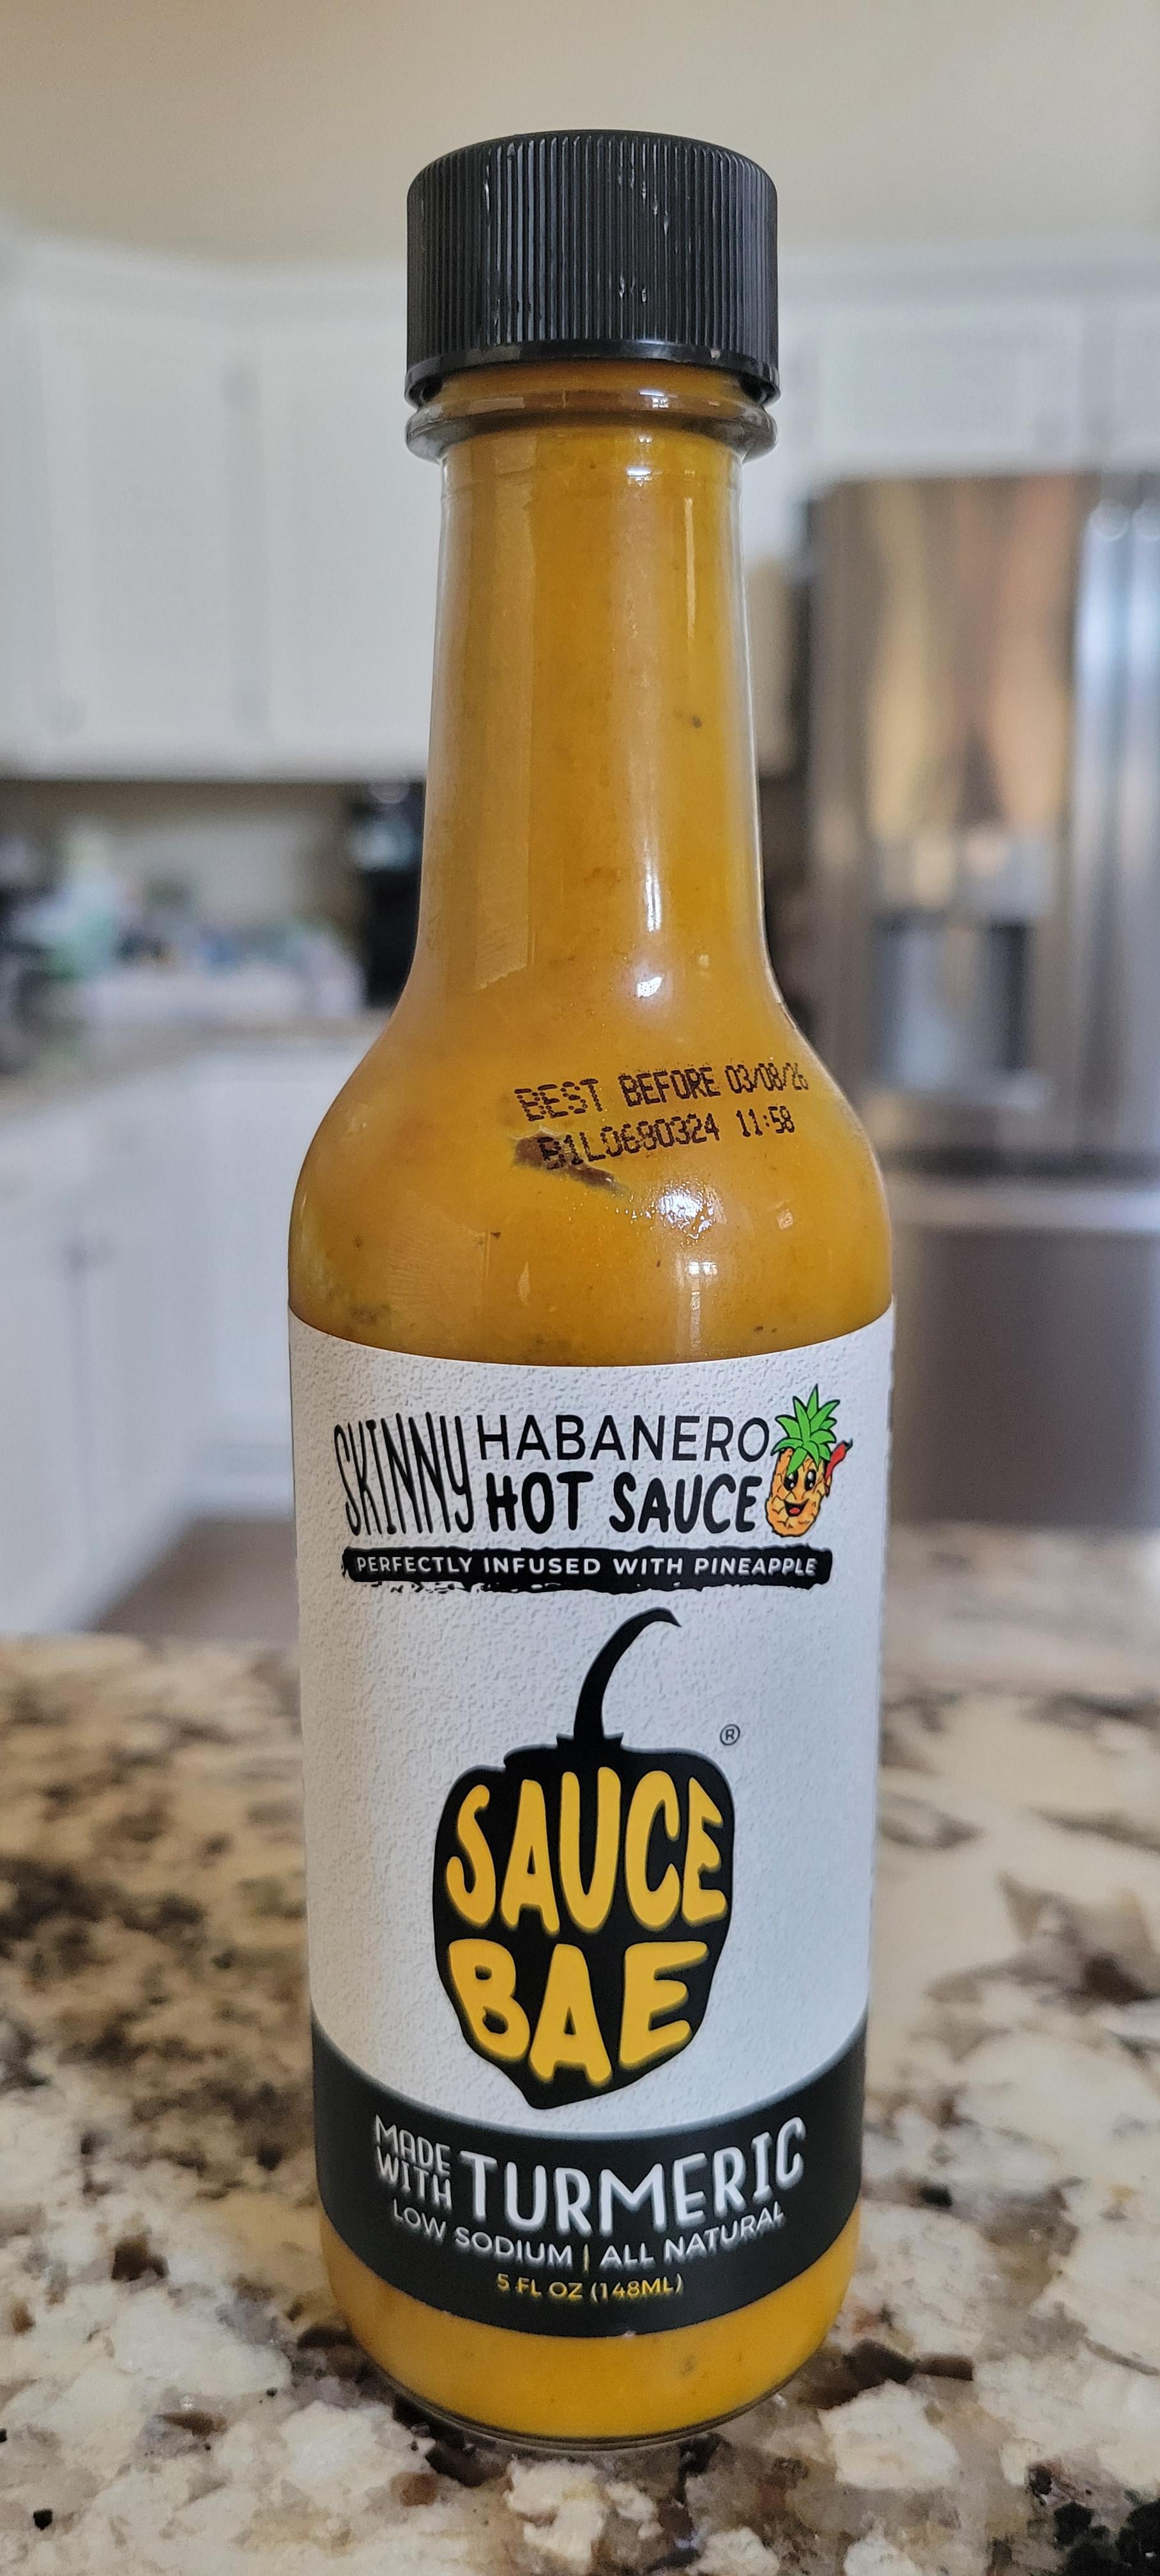 BEST BEFORE 03/08/26
B1L0680324 11:58
SKINNY HABANERO
HOT SAUCE
PERFECTLY INFUSED WITH PINEAPPLE
®
SAUCE
BAE
MADE
WITH TURMERIC
LOW SODIUM | ALL NATURAL
5 FL OZ (148ML)